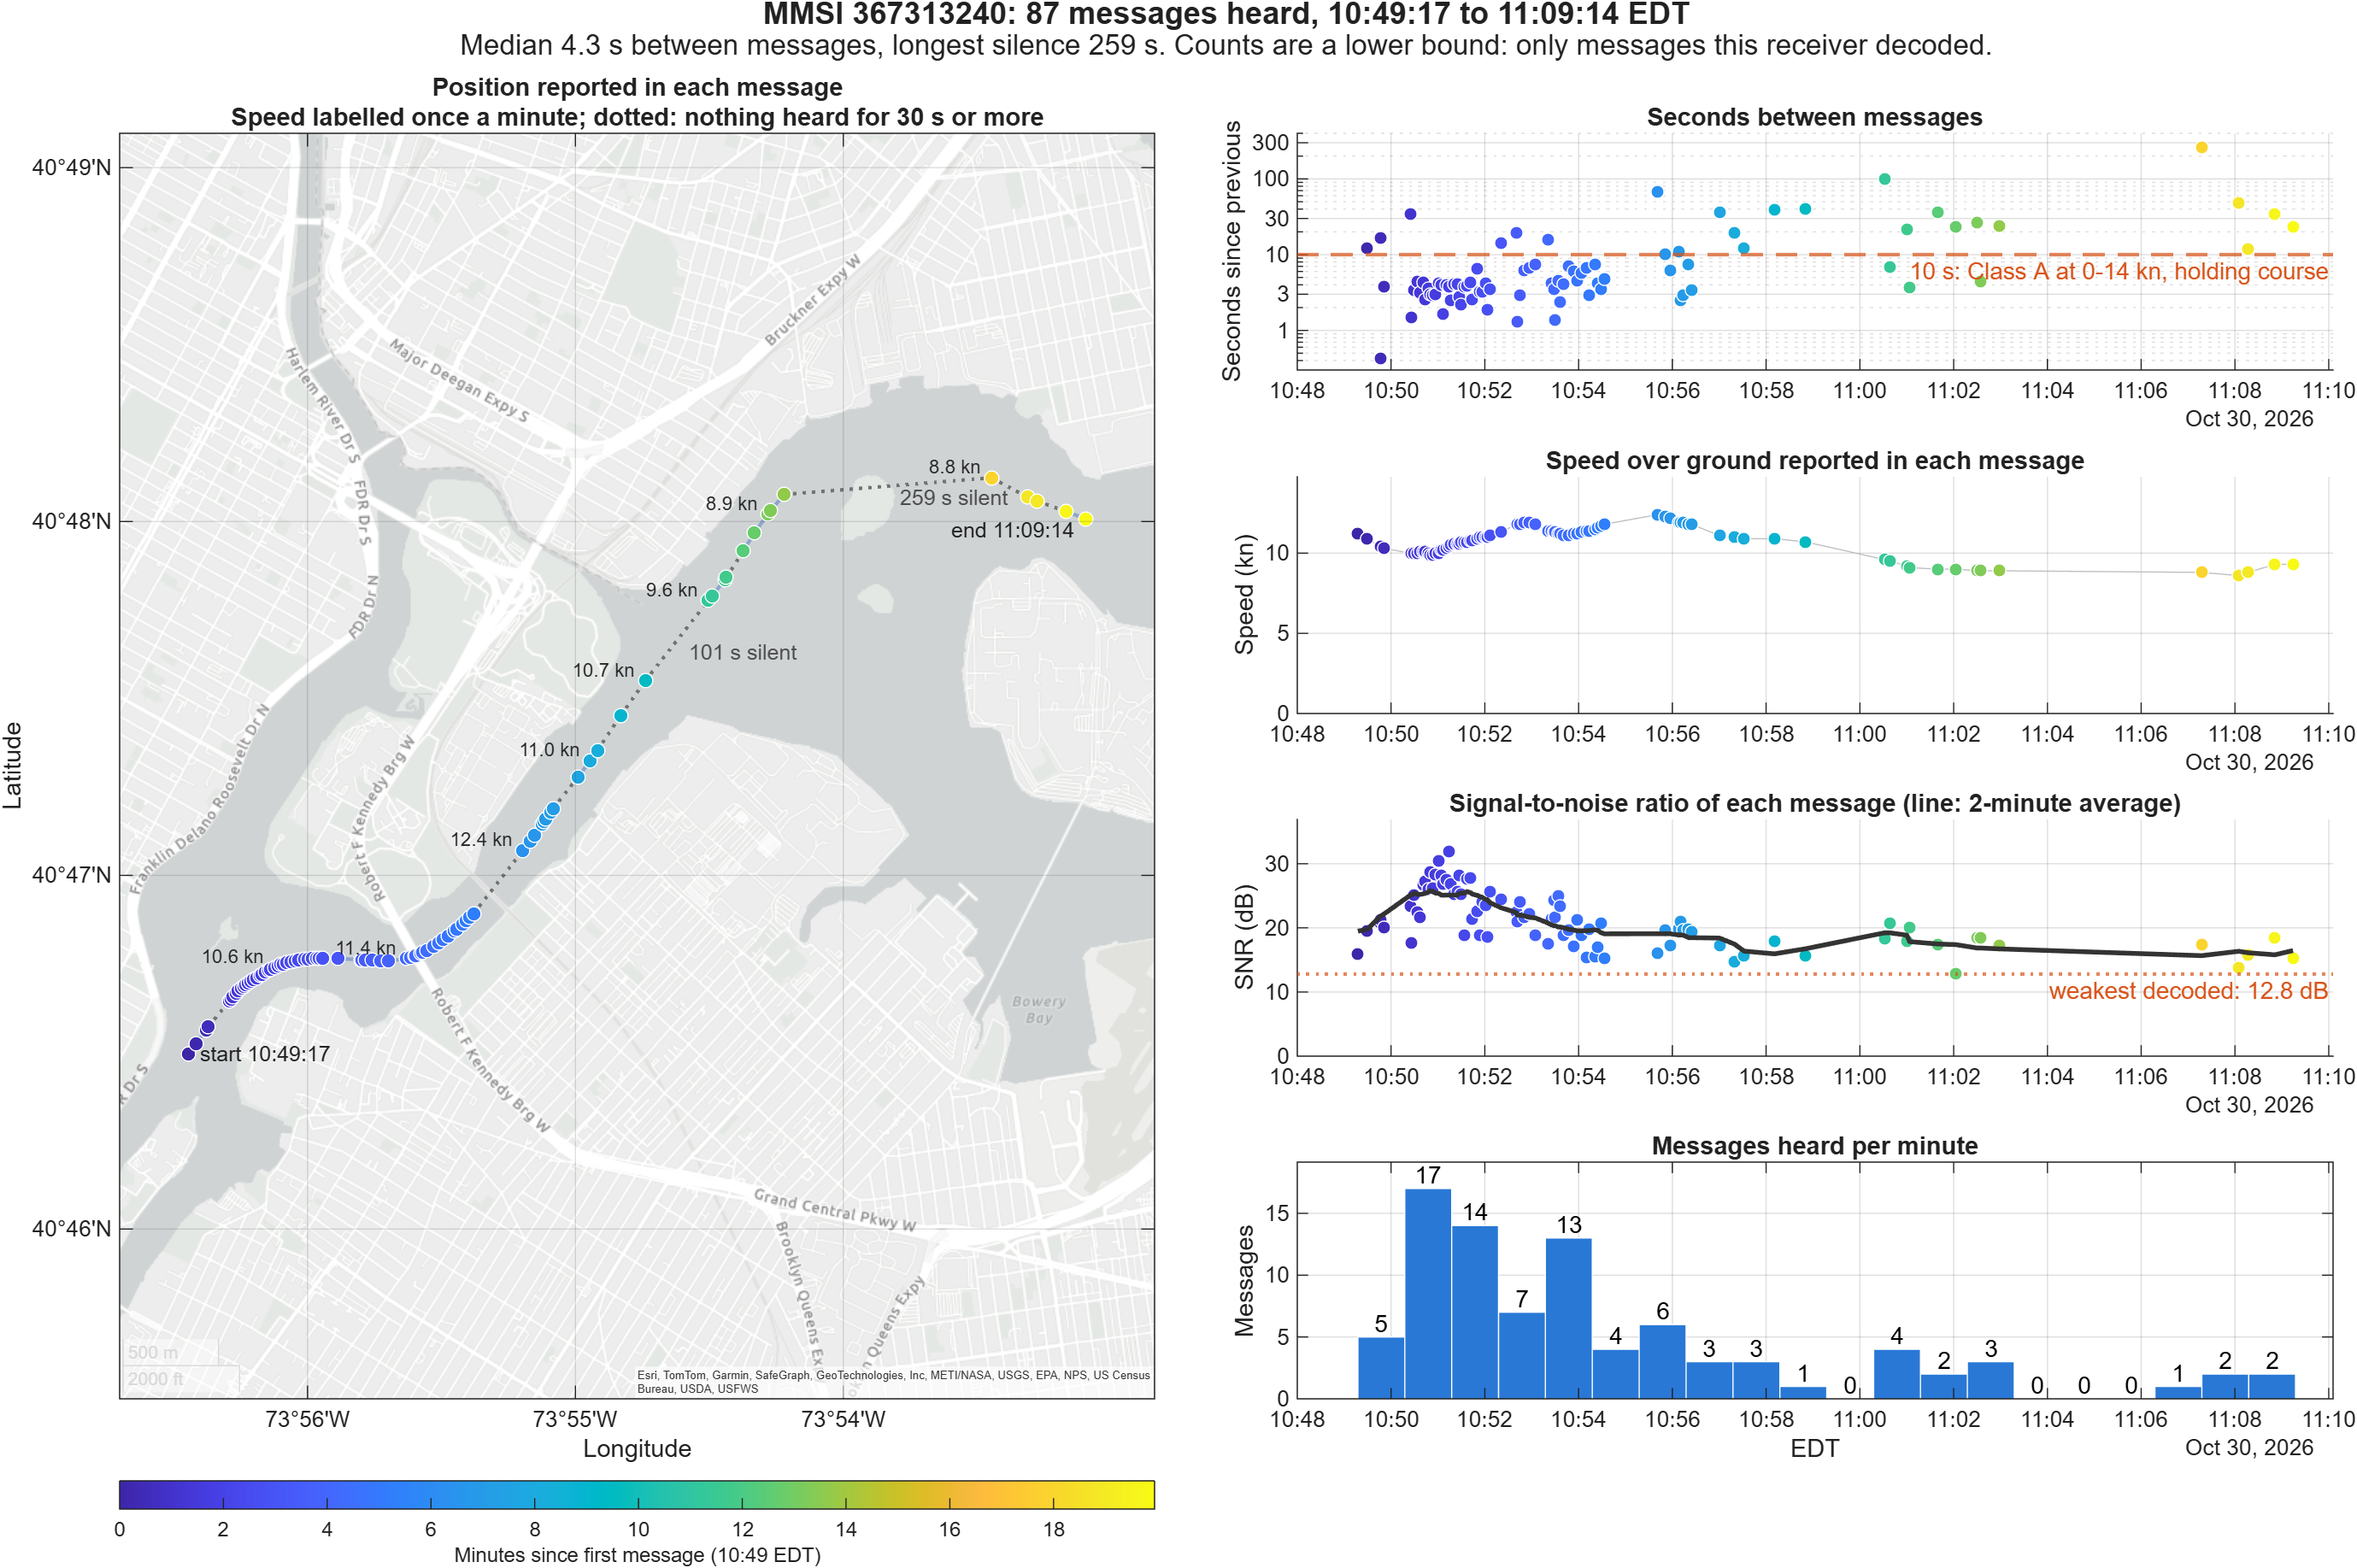 MMSI 367313240: 87 messages heard, 10:49:17 to 11:09:14 EDT
Median 4.3 s between messages, longest silence 259 s. Counts are a lower bound: only messages this receiver decoded.
Position reported in each message
Speed labelled once a minute; dotted: nothing heard for 30 s or more
Latitude
40°49'N
40°48'N
40°47'N
40°46'N
Harlem River Dr S
Major Deegan Expy S
Bruckner Expy W
FDR Dr S
FDR Dr N
Franklin Delano Roosevelt Dr N
Robert F Kennedy Brg W
Robert F Kennedy Brg W
R Dr S
Grand Central Pkwy W
Brooklyn Queens Ex
n Queens Expy
Bowery
Bay
8.8 kn
259 s silent
8.9 kn
end 11:09:14
9.6 kn
101 s silent
10.7 kn
11.0 kn
12.4 kn
11.4 kn
10.6 kn
start 10:49:17
500 m
2000 ft
Esri, TomTom, Garmin, SafeGraph, GeoTechnologies, Inc, METI/NASA, USGS, EPA, NPS, US Census
Bureau, USDA, USFWS
73°56'W 73°55'W 73°54'W
Longitude
0 2 4 6 8 10 12 14 16 18
Minutes since first message (10:49 EDT)
Seconds between messages
Seconds since previous
300
100
30
10
3
1
10 s: Class A at 0-14 kn, holding course
10:48 10:50 10:52 10:54 10:56 10:58 11:00 11:02 11:04 11:06 11:08 11:10
Oct 30, 2026
Speed over ground reported in each message
Speed (kn)
10
5
0
10:48 10:50 10:52 10:54 10:56 10:58 11:00 11:02 11:04 11:06 11:08 11:10
Oct 30, 2026
Signal-to-noise ratio of each message (line: 2-minute average)
SNR (dB)
30
20
10
0
weakest decoded: 12.8 dB
10:48 10:50 10:52 10:54 10:56 10:58 11:00 11:02 11:04 11:06 11:08 11:10
Oct 30, 2026
Messages heard per minute
Messages
15
10
5
0
5 17 14 7 13 4 6 3 3 1 0 4 2 3 0 0 0 1 2 2
10:48 10:50 10:52 10:54 10:56 10:58 11:00 11:02 11:04 11:06 11:08 11:10
EDT
Oct 30, 2026